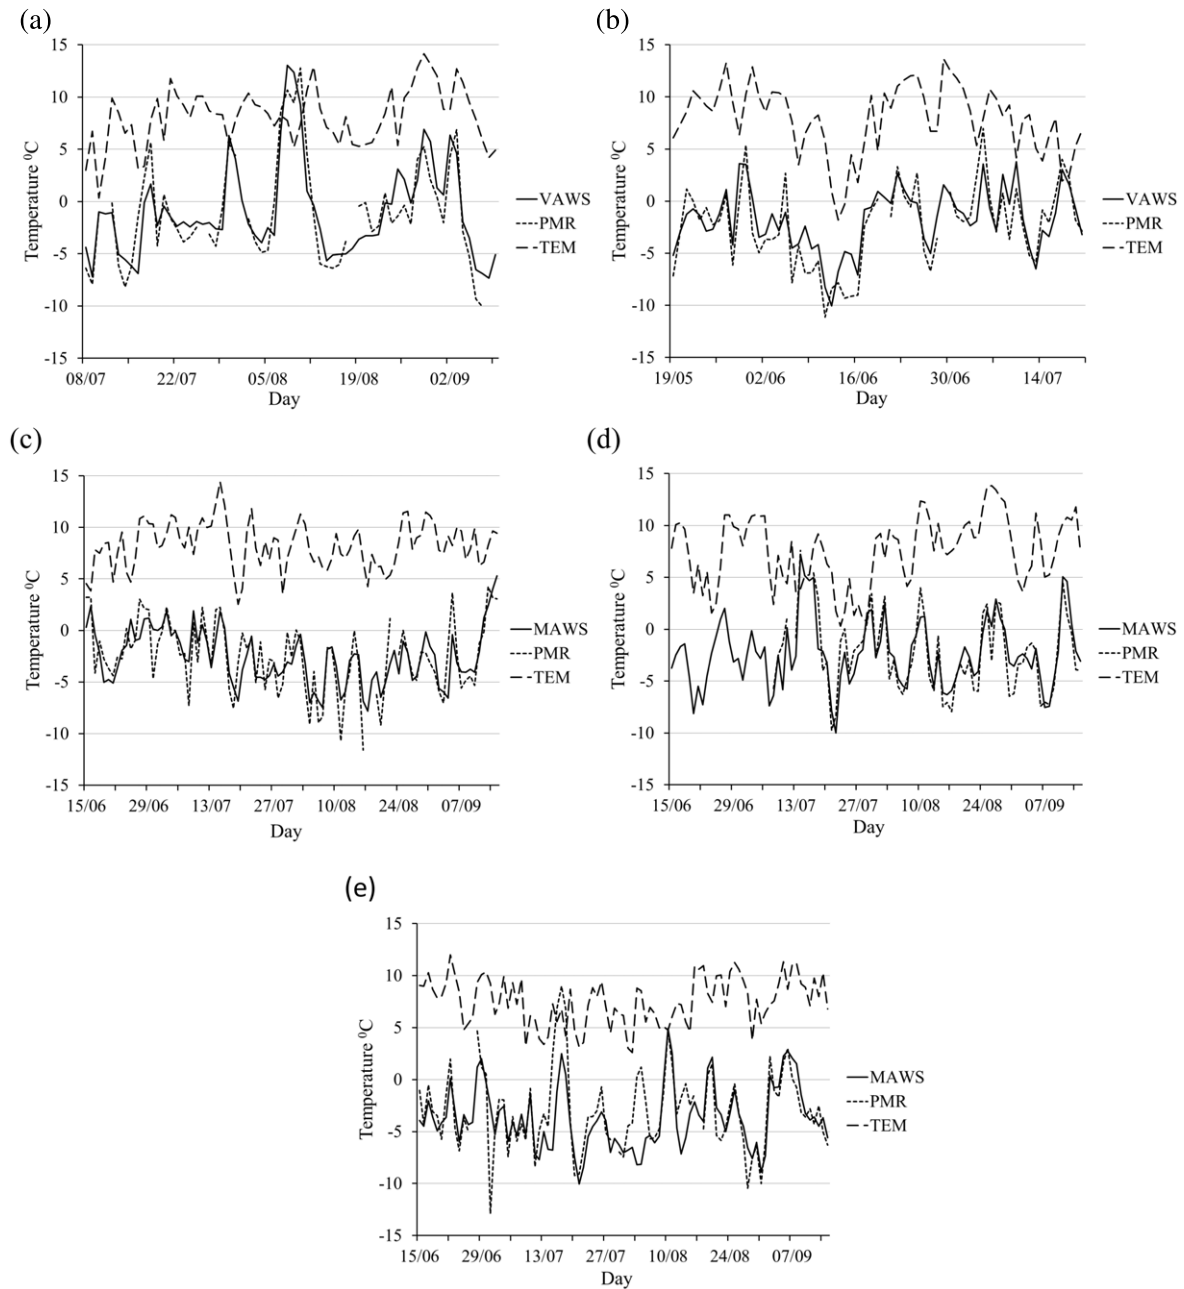 (a)
Temperature ⁰C
15
10
5
0
-5
-10
-15
08/07 22/07 05/08 19/08 02/09
Day
VAWS
PMR
TEM
(b)
Temperature ⁰C
15
10
5
0
-5
-10
-15
19/05 02/06 16/06 30/06 14/07
Day
VAWS
PMR
TEM
(c)
Temperature ⁰C
15
10
5
0
-5
-10
-15
15/06 29/06 13/07 27/07 10/08 24/08 07/09
Day
MAWS
PMR
TEM
(d)
Temperature ⁰C
15
10
5
0
-5
-10
-15
15/06 29/06 13/07 27/07 10/08 24/08 07/09
Day
MAWS
PMR
TEM
(e)
Temperature ⁰C
15
10
5
0
-5
-10
-15
15/06 29/06 13/07 27/07 10/08 24/08 07/09
Day
MAWS
PMR
TEM